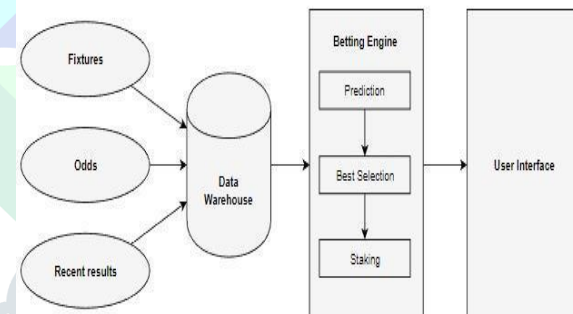 Fixtures
Odds
Recent results
Data
Warehouse
Betting Engine
Prediction
Best Selection
Staking
User Interface